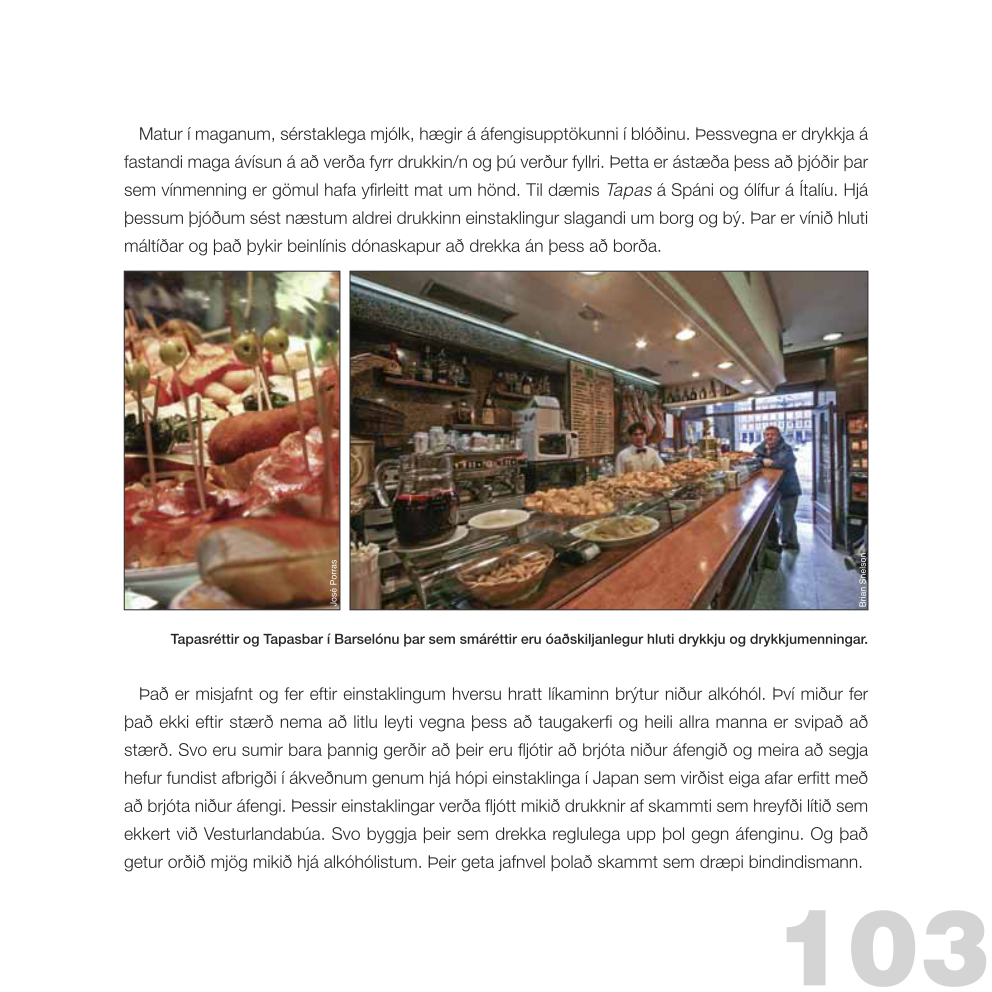 Matur í maganum, sérstaklega mjólk, hægir á áfengisupptökunni í blóðinu. Þessvegna er drykkja á
fastandi maga ávísun á að verða fyrr drukkin/n og þú verður fyllri. Þetta er ástæða þess að þjóðir þar
sem vínmenning er gömul hafa yfirleitt mat um hönd. Til dæmis Tapas á Spáni og ólífur á Ítalíu. Hjá
þessum þjóðum sést næstum aldrei drukkinn einstaklingur slagandi um borg og bý. Þar er vínið hluti
máltíðar og það þykir beinlínis dónaskapur að drekka án þess að borða.
José Porras
Brian Snelson
Tapasréttir og Tapasbar í Barselónu þar sem smáréttir eru óaðskiljanlegur hluti drykkju og drykkjumenningar.
Það er misjafnt og fer eftir einstaklingum hversu hratt líkaminn brýtur niður alkóhól. Því miður fer
það ekki eftir stærð nema að litlu leyti vegna þess að taugakerfi og heili allra manna er svipað að
stærð. Svo eru sumir bara þannig gerðir að þeir eru fljótir að brjóta niður áfengið og meira að segja
hefur fundist afbrigði í ákveðnum genum hjá hópi einstaklinga í Japan sem virðist eiga afar erfitt með
að brjóta niður áfengi. Þessir einstaklingar verða fljótt mikið drukknir af skammti sem hreyfði lítið sem
ekkert við Vesturlandabúa. Svo byggja þeir sem drekka reglulega upp þol gegn áfenginu. Og það
getur orðið mjög mikið hjá alkóhólistum. Þeir geta jafnvel þolað skammt sem dræpi bindindismann.
103